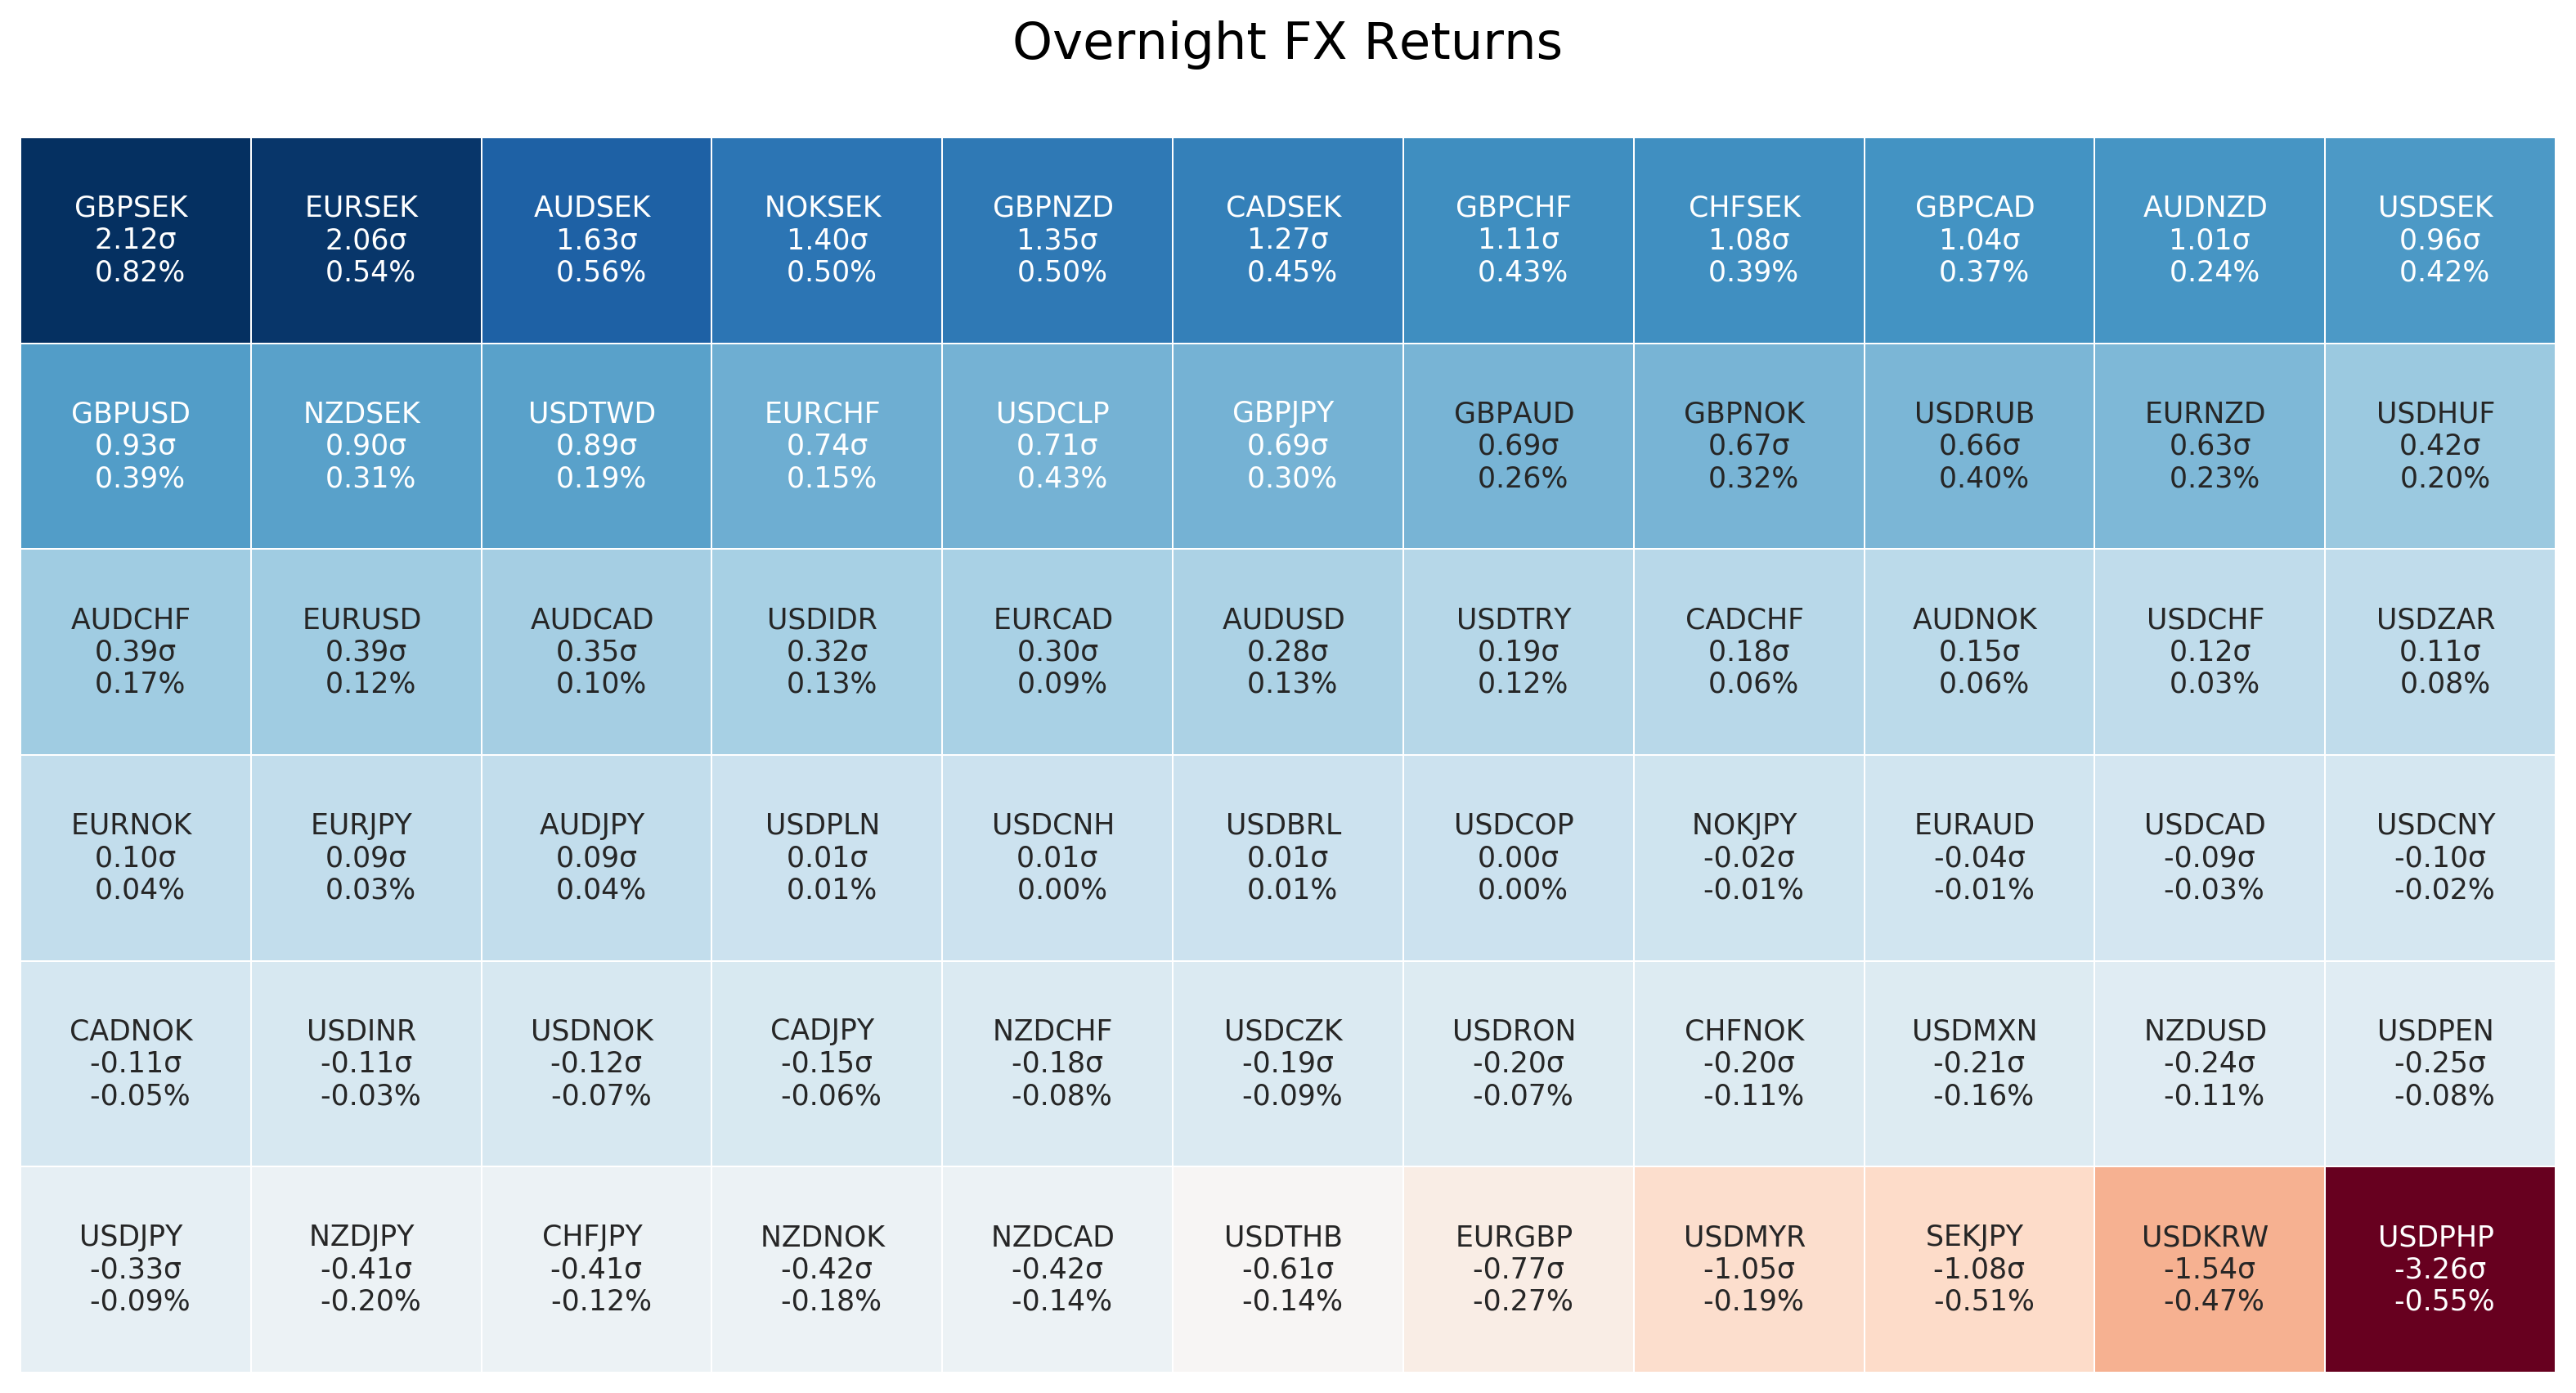 Overnight FX Returns
GBPSEK
2.12σ
0.82%
EURSEK
2.06σ
0.54%
AUDSEK
1.63σ
0.56%
NOKSEK
1.40σ
0.50%
GBPNZD
1.35σ
0.50%
CADSEK
1.27σ
0.45%
GBPCHF
1.11σ
0.43%
CHFSEK
1.08σ
0.39%
GBPCAD
1.04σ
0.37%
AUDNZD
1.01σ
0.24%
USDSEK
0.96σ
0.42%
GBPUSD
0.93σ
0.39%
NZDSEK
0.90σ
0.31%
USDTWD
0.89σ
0.19%
EURCHF
0.74σ
0.15%
USDCLP
0.71σ
0.43%
GBPJPY
0.69σ
0.30%
GBPAUD
0.69σ
0.26%
GBPNOK
0.67σ
0.32%
USDRUB
0.66σ
0.40%
EURNZD
0.63σ
0.23%
USDHUF
0.42σ
0.20%
AUDCHF
0.39σ
0.17%
EURUSD
0.39σ
0.12%
AUDCAD
0.35σ
0.10%
USDIDR
0.32σ
0.13%
EURCAD
0.30σ
0.09%
AUDUSD
0.28σ
0.13%
USDTRY
0.19σ
0.12%
CADCHF
0.18σ
0.06%
AUDNOK
0.15σ
0.06%
USDCHF
0.12σ
0.03%
USDZAR
0.11σ
0.08%
EURNOK
0.10σ
0.04%
EURJPY
0.09σ
0.03%
AUDJPY
0.09σ
0.04%
USDPLN
0.01σ
0.01%
USDCNH
0.01σ
0.00%
USDBRL
0.01σ
0.01%
USDCOP
0.00σ
0.00%
NOKJPY
-0.02σ
-0.01%
EURAUD
-0.04σ
-0.01%
USDCAD
-0.09σ
-0.03%
USDCNY
-0.10σ
-0.02%
CADNOK
-0.11σ
-0.05%
USDINR
-0.11σ
-0.03%
USDNOK
-0.12σ
-0.07%
CADJPY
-0.15σ
-0.06%
NZDCHF
-0.18σ
-0.08%
USDCZK
-0.19σ
-0.09%
USDRON
-0.20σ
-0.07%
CHFNOK
-0.20σ
-0.11%
USDMXN
-0.21σ
-0.16%
NZDUSD
-0.24σ
-0.11%
USDPEN
-0.25σ
-0.08%
USDJPY
-0.33σ
-0.09%
NZDJPY
-0.41σ
-0.20%
CHFJPY
-0.41σ
-0.12%
NZDNOK
-0.42σ
-0.18%
NZDCAD
-0.42σ
-0.14%
USDTHB
-0.61σ
-0.14%
EURGBP
-0.77σ
-0.27%
USDMYR
-1.05σ
-0.19%
SEKJPY
-1.08σ
-0.51%
USDKRW
-1.54σ
-0.47%
USDPHP
-3.26σ
-0.55%